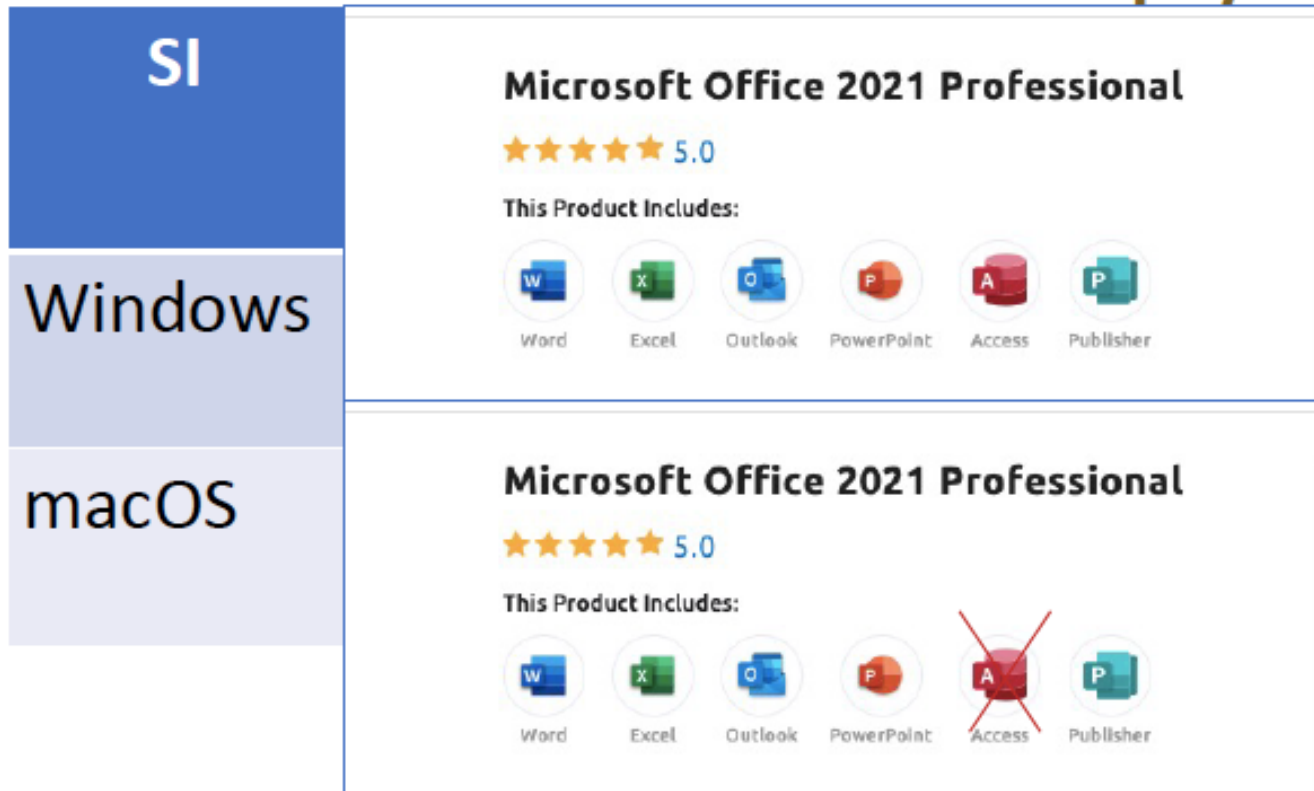 SI
Microsoft Office 2021 Professional
5.0
This Product Includes:
W X O P A P
Word Excel Outlook PowerPoint Access Publisher
Windows
Microsoft Office 2021 Professional
5.0
This Product Includes:
W X O P A P
Word Excel Outlook PowerPoint Access Publisher
macOS